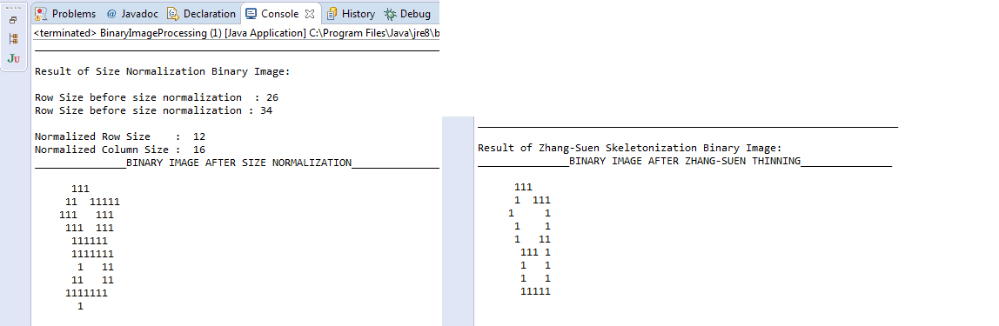 Problems @ Javadoc Declaration Console History Debug
<terminated> BinaryImageProcessing (1) [Java Application] C:\Program Files\Java\jre8\b
Ju
Result of Size Normalization Binary Image:
Row Size before size normalization  : 26
Row Size before size normalization : 34
Normalized Row Size    :  12
Normalized Column Size :  16
_______________BINARY IMAGE AFTER SIZE NORMALIZATION_______________
      111
     11  11111
    111   111
     111  111
      111111
      1111111
       1   11
      11   11
     1111111
       1
Result of Zhang-Suen Skeletonization Binary Image:
_______________BINARY IMAGE AFTER ZHANG-SUEN THINNING_______________
      111
      1  111
     1     1
      1    1
      1   11
       111 1
       1   1
       1   1
       11111